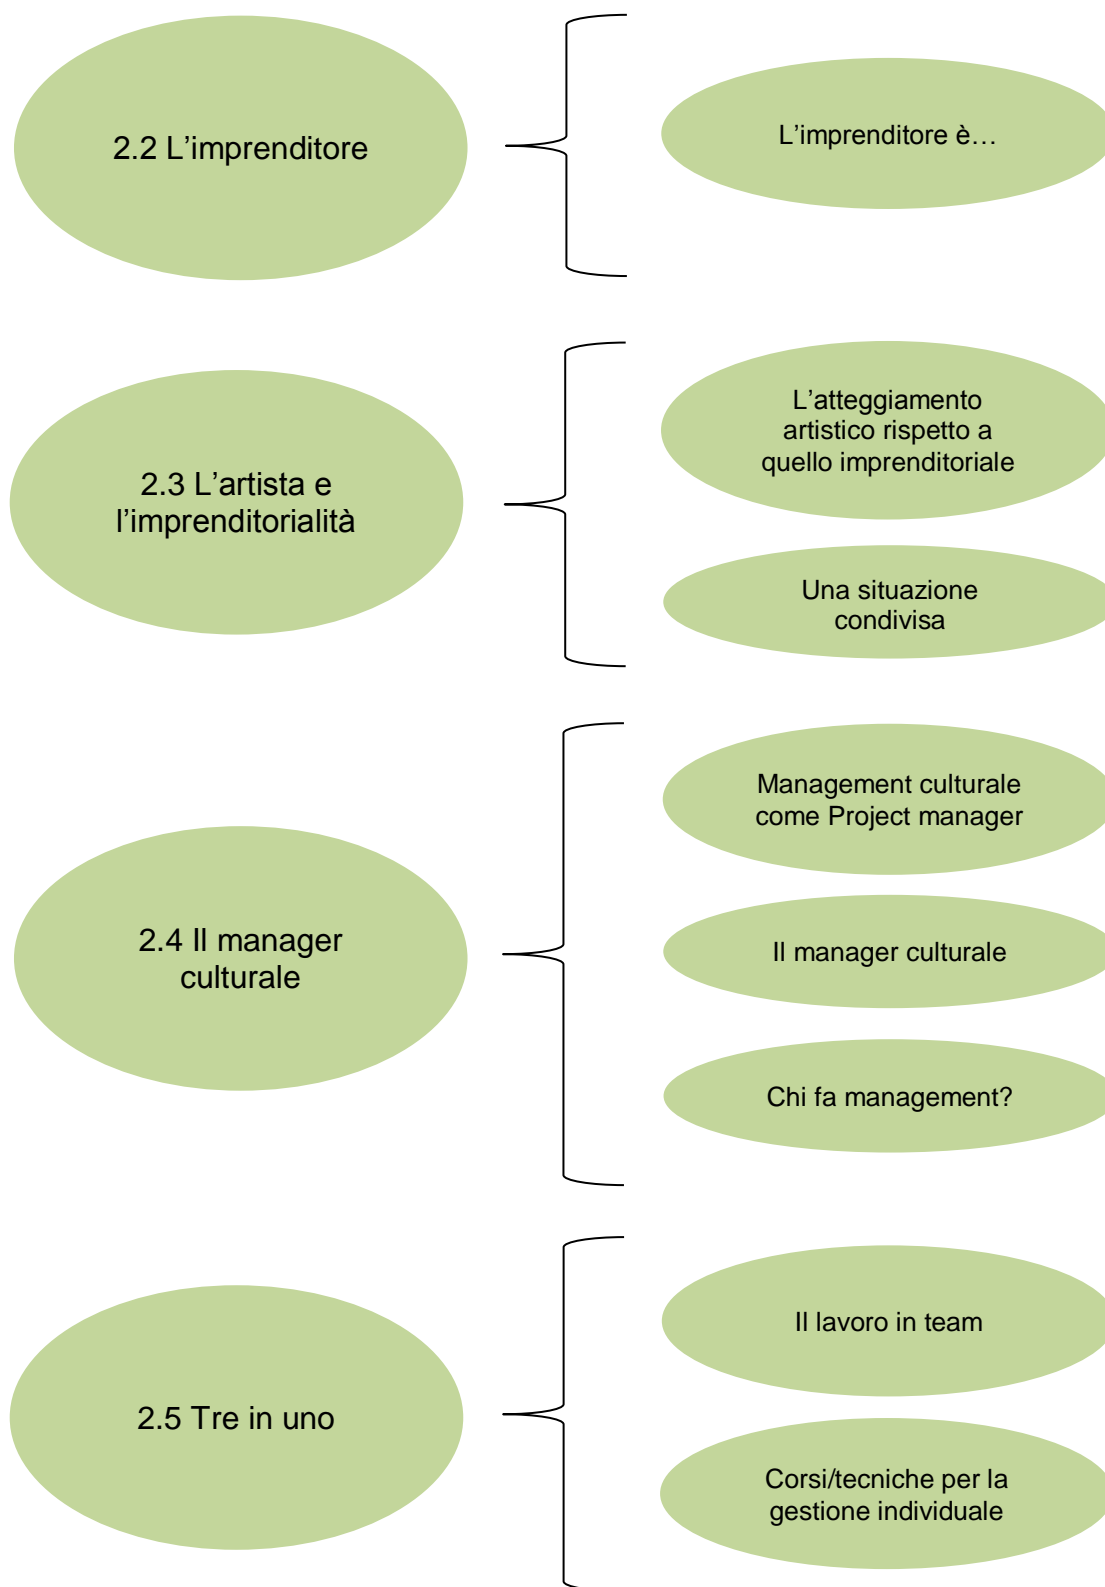 2.2 L’imprenditore
L’imprenditore è…
2.3 L’artista e
l’imprenditorialità
L’atteggiamento
artistico rispetto a
quello imprenditoriale
Una situazione
condivisa
2.4 Il manager
culturale
Management culturale
come Project manager
Il manager culturale
Chi fa management?
2.5 Tre in uno
Il lavoro in team
Corsi/tecniche per la
gestione individuale